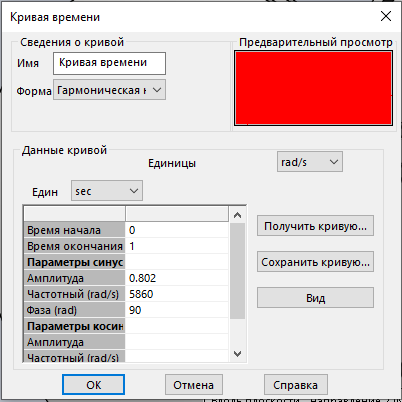 Кривая времени
Сведения о кривой
Предварительный просмотр
Имя Кривая времени
Форма Гармоническая к
Данные кривой
Единицы rad/s
Един sec
Время начала 0
Время окончания 1
Параметры синус
Амплитуда 0.802
Частотный (rad/s) 5860
Фаза (rad) 90
Параметры косин
Амплитуда
Частотный (rad/s)
Получить кривую...
Сохранить кривую...
Вид
OK Отмена Справка